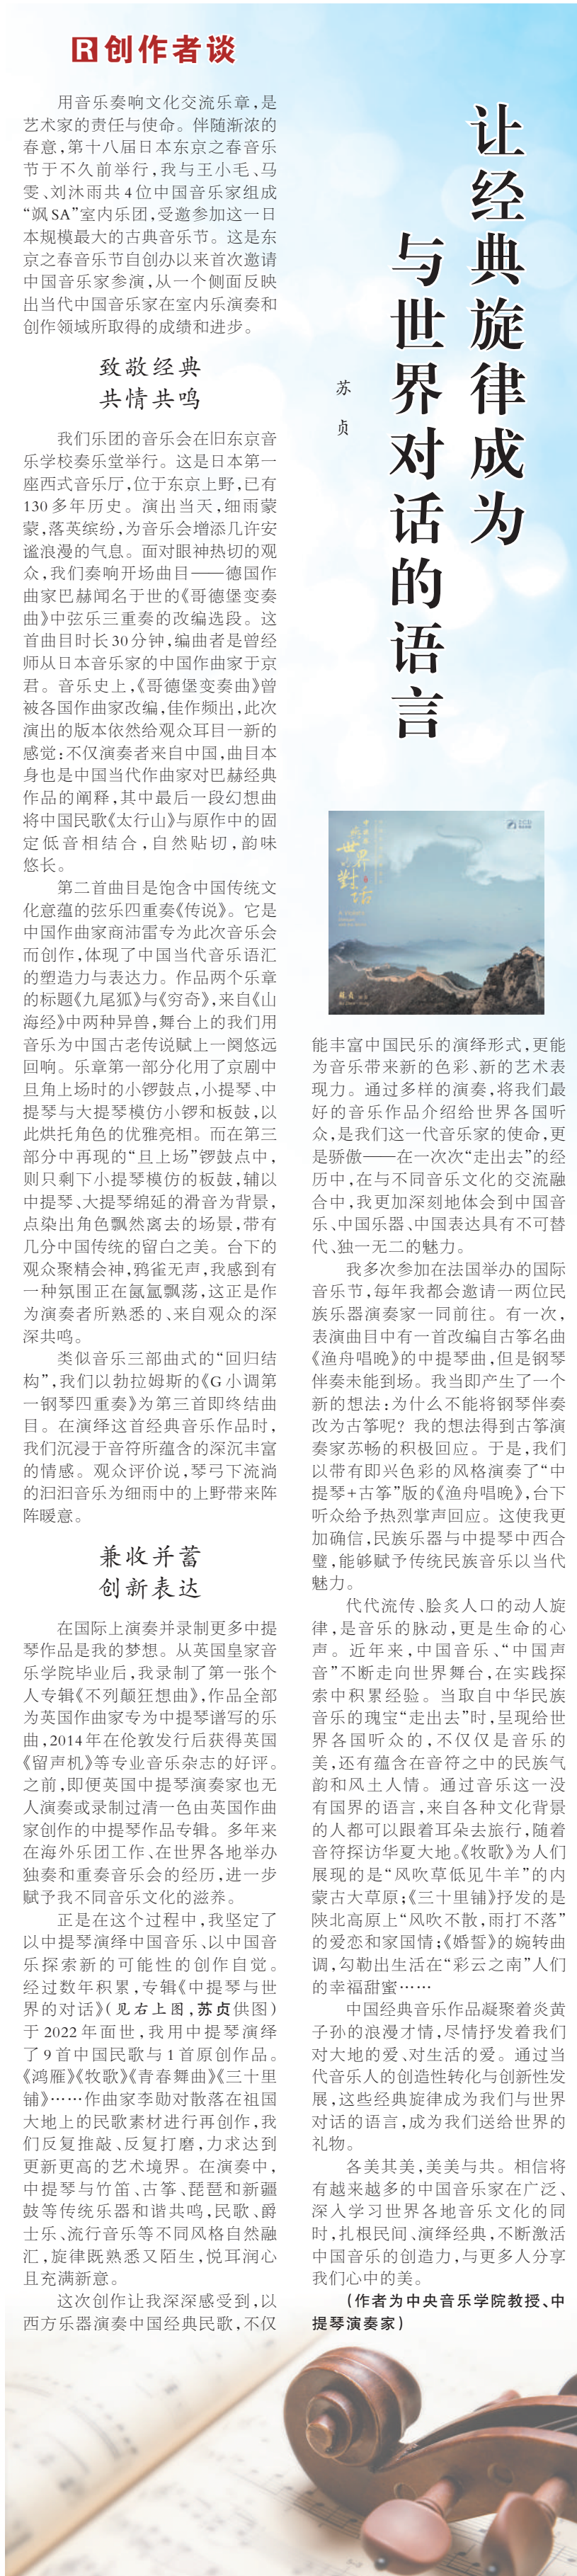 R创作者谈
让经典旋律成为
与世界对话的语言
苏贞
用音乐奏响文化交流乐章，是
艺术家的责任与使命。伴随渐浓的
春意，第十八届日本东京之春音乐
节于不久前举行，我与王小毛、马
雯、刘沐雨共4位中国音乐家组成
“飒SA”室内乐团，受邀参加这一日
本规模最大的古典音乐节。这是东
京之春音乐节自创办以来首次邀请
中国音乐家参演，从一个侧面反映
出当代中国音乐家在室内乐演奏和
创作领域所取得的成绩和进步。
致敬经典
共情共鸣
我们乐团的音乐会在旧东京音
乐学校奏乐堂举行。这是日本第一
座西式音乐厅，位于东京上野，已有
130多年历史。演出当天，细雨蒙
蒙，落英缤纷，为音乐会增添几许安
谧浪漫的气息。面对眼神热切的观
众，我们奏响开场曲目——德国作
曲家巴赫闻名于世的《哥德堡变奏
曲》中弦乐三重奏的改编选段。这
首曲目时长30分钟，编曲者是曾经
师从日本音乐家的中国作曲家于京
君。音乐史上，《哥德堡变奏曲》曾
被各国作曲家改编，佳作频出，此次
演出的版本依然给观众耳目一新的
感觉：不仅演奏者来自中国，曲目本
身也是中国当代作曲家对巴赫经典
作品的阐释，其中最后一段幻想曲
将中国民歌《太行山》与原作中的固
定低音相结合，自然贴切，韵味
悠长。
第二首曲目是饱含中国传统文
化意蕴的弦乐四重奏《传说》。它是
中国作曲家商沛雷专为此次音乐会
而创作，体现了中国当代音乐语汇
的塑造力与表达力。作品两个乐章
的标题《九尾狐》与《穷奇》，来自《山
海经》中两种异兽，舞台上的我们用
音乐为中国古老传说赋上一阕悠远
回响。乐章第一部分化用了京剧中
旦角上场时的小锣鼓点，小提琴、中
提琴与大提琴模仿小锣和板鼓，以
此烘托角色的优雅亮相。而在第三
部分中再现的“旦上场”锣鼓点中，
则只剩下小提琴模仿的板鼓，辅以
中提琴、大提琴绵延的滑音为背景，
点染出角色飘然离去的场景，带有
几分中国传统的留白之美。台下的
观众聚精会神，鸦雀无声，我感到有
一种氛围正在氤氲飘荡，这正是作
为演奏者所熟悉的、来自观众的深
深共鸣。
类似音乐三部曲式的“回归结
构”，我们以勃拉姆斯的《G小调第
一钢琴四重奏》为第三首即终结曲
目。在演绎这首经典音乐作品时，
我们沉浸于音符所蕴含的深沉丰富
的情感。观众评价说，琴弓下流淌
的汩汩音乐为细雨中的上野带来阵
阵暖意。
兼收并蓄
创新表达
在国际上演奏并录制更多中提
琴作品是我的梦想。从英国皇家音
乐学院毕业后，我录制了第一张个
人专辑《不列颠狂想曲》，作品全部
为英国作曲家专为中提琴谱写的乐
曲，2014年在伦敦发行后获得英国
《留声机》等专业音乐杂志的好评。
之前，即便英国中提琴演奏家也无
人演奏或录制过清一色由英国作曲
家创作的中提琴作品专辑。多年来
在海外乐团工作、在世界各地举办
独奏和重奏音乐会的经历，进一步
赋予我不同音乐文化的滋养。
正是在这个过程中，我坚定了
以中提琴演绎中国音乐、以中国音
乐探索新的可能性的创作自觉。
经过数年积累，专辑《中提琴与世
界的对话》（见右上图，苏贞供图）
于2022年面世，我用中提琴演绎
了9首中国民歌与1首原创作品。
《鸿雁》《牧歌》《青春舞曲》《三十里
铺》……作曲家李勋对散落在祖国
大地上的民歌素材进行再创作，我
们反复推敲、反复打磨，力求达到
更新更高的艺术境界。在演奏中，
中提琴与竹笛、古筝、琵琶和新疆
鼓等传统乐器和谐共鸣，民歌、爵
士乐、流行音乐等不同风格自然融
汇，旋律既熟悉又陌生，悦耳润心
且充满新意。
这次创作让我深深感受到，以
西方乐器演奏中国经典民歌，不仅
与世界對话
能丰富中国民乐的演绎形式，更能
为音乐带来新的色彩、新的艺术表
现力。通过多样的演奏，将我们最
好的音乐作品介绍给世界各国听
众，是我们这一代音乐家的使命，更
是骄傲——在一次次“走出去”的经
历中，在与不同音乐文化的交流融
合中，我更加深刻地体会到中国音
乐、中国乐器、中国表达具有不可替
代、独一无二的魅力。
我多次参加在法国举办的国际
音乐节，每年我都会邀请一两位民
族乐器演奏家一同前往。有一次，
表演曲目中有一首改编自古筝名曲
《渔舟唱晚》的中提琴曲，但是钢琴
伴奏未能到场。我当即产生了一个
新的想法：为什么不能将钢琴伴奏
改为古筝呢？我的想法得到古筝演
奏家苏畅的积极回应。于是，我们
以带有即兴色彩的风格演奏了“中
提琴+古筝”版的《渔舟唱晚》，台下
听众给予热烈掌声回应。这使我更
加确信，民族乐器与中提琴中西合
璧，能够赋予传统民族音乐以当代
魅力。
代代流传、脍炙人口的动人旋
律，是音乐的脉动，更是生命的心
声。近年来，中国音乐、“中国声
音”不断走向世界舞台，在实践探
索中积累经验。当取自中华民族
音乐的瑰宝“走出去”时，呈现给世
界各国听众的，不仅仅是音乐的
美，还有蕴含在音符之中的民族气
韵和风土人情。通过音乐这一没
有国界的语言，来自各种文化背景
的人都可以跟着耳朵去旅行，随着
音符探访华夏大地。《牧歌》为人们
展现的是“风吹草低见牛羊”的内
蒙古大草原；《三十里铺》抒发的是
陕北高原上“风吹不散，雨打不落”
的爱恋和家国情；《婚誓》的婉转曲
调，勾勒出生活在“彩云之南”人们
的幸福甜蜜……
中国经典音乐作品凝聚着炎黄
子孙的浪漫才情，尽情抒发着我们
对大地的爱、对生活的爱。通过当
代音乐人的创造性转化与创新性发
展，这些经典旋律成为我们与世界
对话的语言，成为我们送给世界的
礼物。
各美其美，美美与共。相信将
有越来越多的中国音乐家在广泛、
深入学习世界各地音乐文化的同
时，扎根民间、演绎经典，不断激活
中国音乐的创造力，与更多人分享
我们心中的美。
（作者为中央音乐学院教授、中
提琴演奏家）